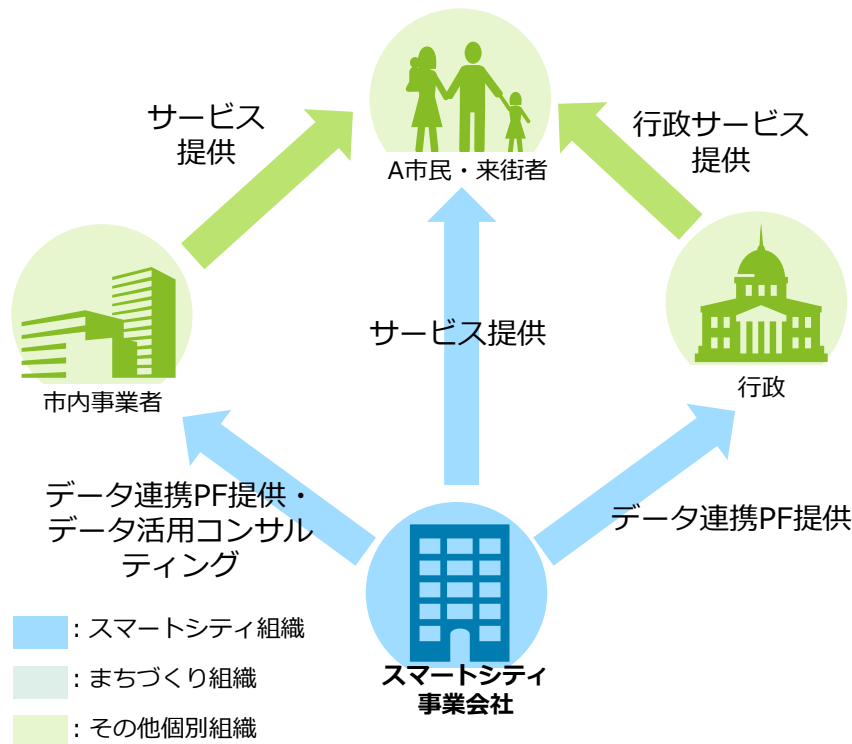 サービス
提供
行政サービス
提供
A市民・来街者
サービス提供
市内事業者
行政
データ連携PF提供・
データ活用コンサル
ティング
データ連携PF提供
：スマートシティ組織
：まちづくり組織
：その他個別組織
スマートシティ
事業会社